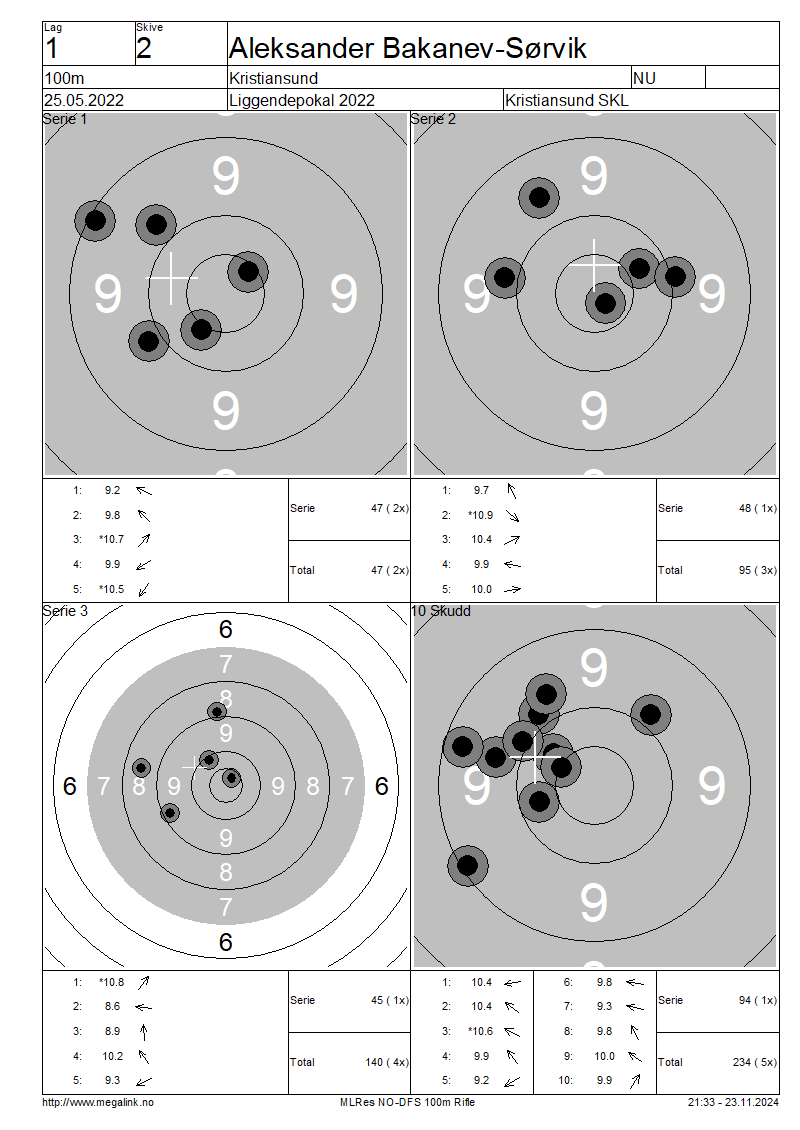 Lag Skive
1 2 Aleksander Bakanev-Sørvik
100m Kristiansund NU
25.05.2022 Liggendepokal 2022 Kristiansund SKL
Serie 1
9
9 9
9
1: 9.2
2: 9.8
3: *10.7
4: 9.9
5: *10.5
Serie 47 ( 2x)
Total 47 ( 2x)
Serie 2
9
9 9
9
1: 9.7
2: *10.9
3: 10.4
4: 9.9
5: 10.0
Serie 48 ( 1x)
Total 95 ( 3x)
Serie 3
6
7
8
9
6 7 8 9 9 8 7 6
9
8
7
6
1: *10.8
2: 8.6
3: 8.9
4: 10.2
5: 9.3
Serie 45 ( 1x)
Total 140 ( 4x)
10 Skudd
9
9 9
9
1: 10.4
2: 10.4
3: *10.6
4: 9.9
5: 9.2
6: 9.8
7: 9.3
8: 9.8
9: 10.0
10: 9.9
Serie 94 ( 1x)
Total 234 ( 5x)
http://www.megalink.no MLRes NO-DFS 100m Rifle 21:33 - 23.11.2024